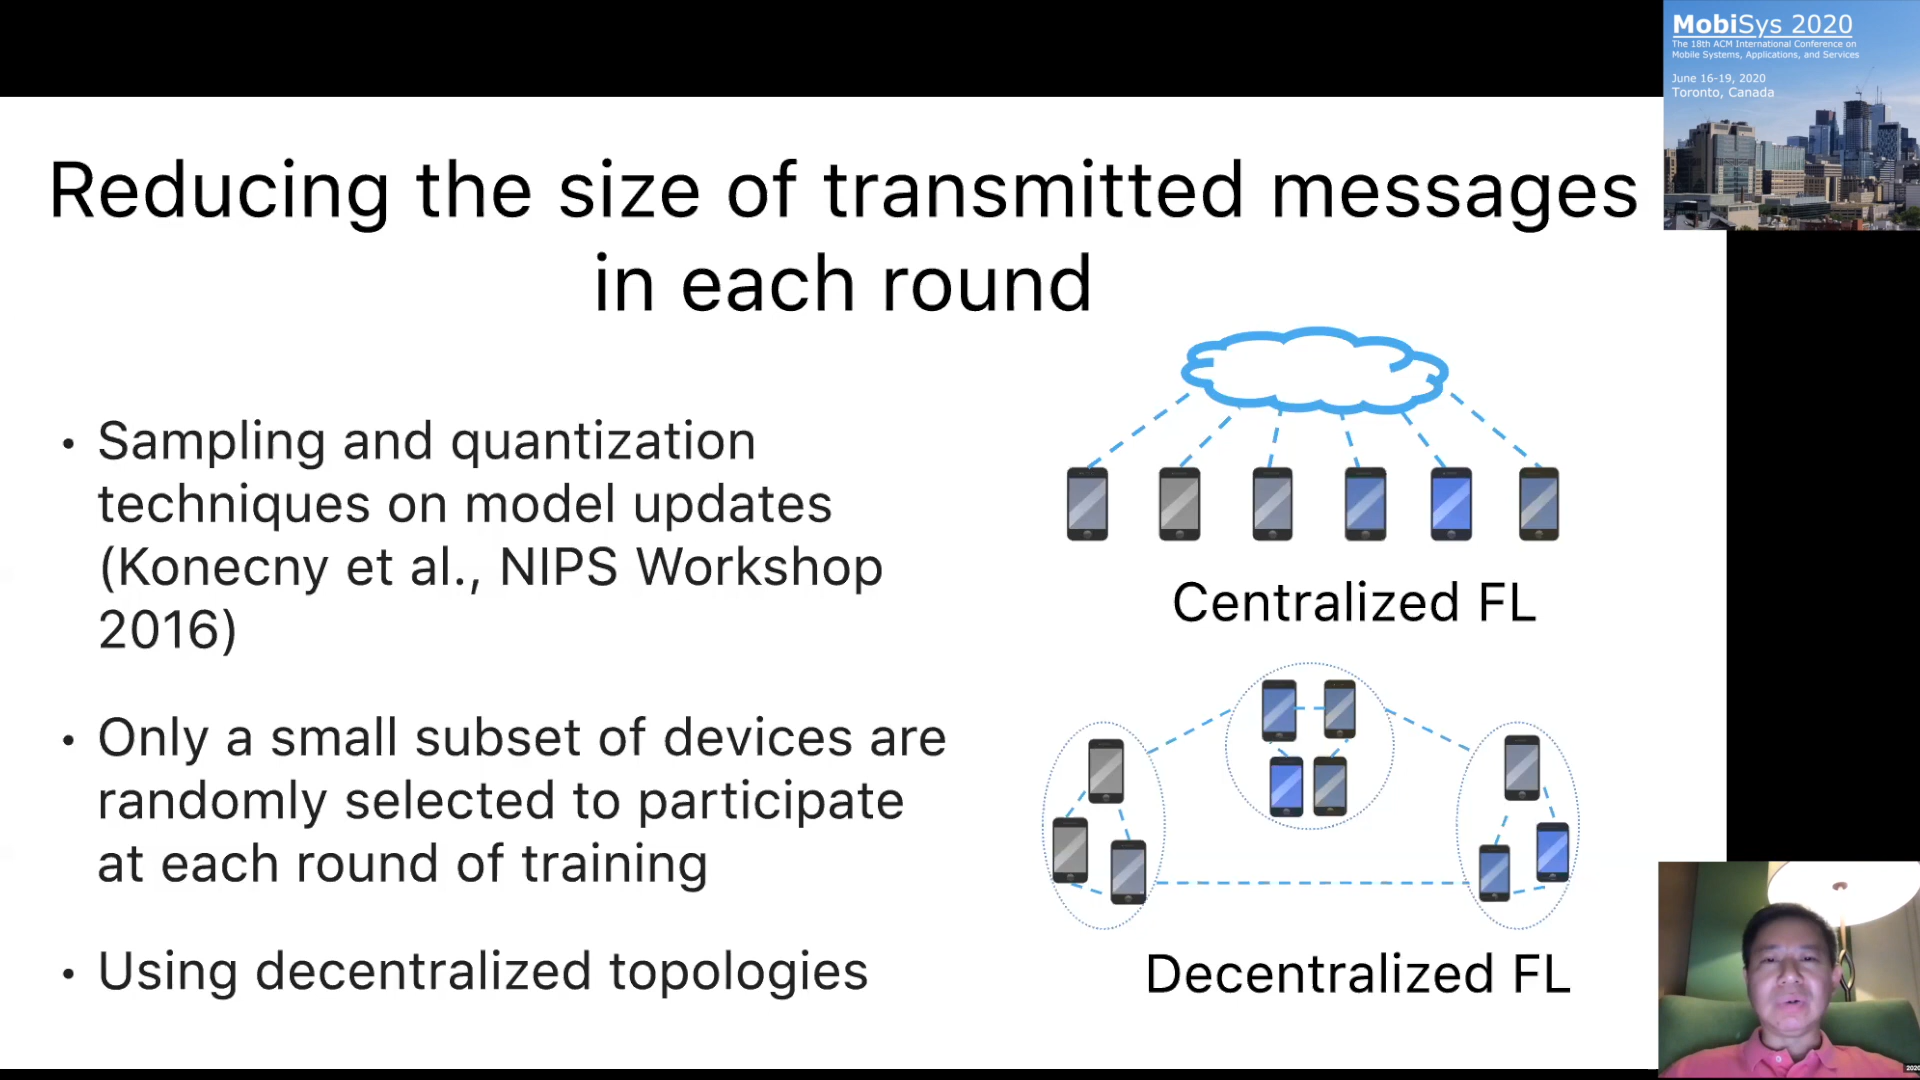 MobiSys 2020
The 18th ACM International Conference on
Mobile Systems, Applications, and Services
June 16-19, 2020
Toronto, Canada
Reducing the size of transmitted messages
in each round
• Sampling and quantization
techniques on model updates
(Konecny et al., NIPS Workshop
2016)
• Only a small subset of devices are
randomly selected to participate
at each round of training
• Using decentralized topologies
Centralized FL
Decentralized FL